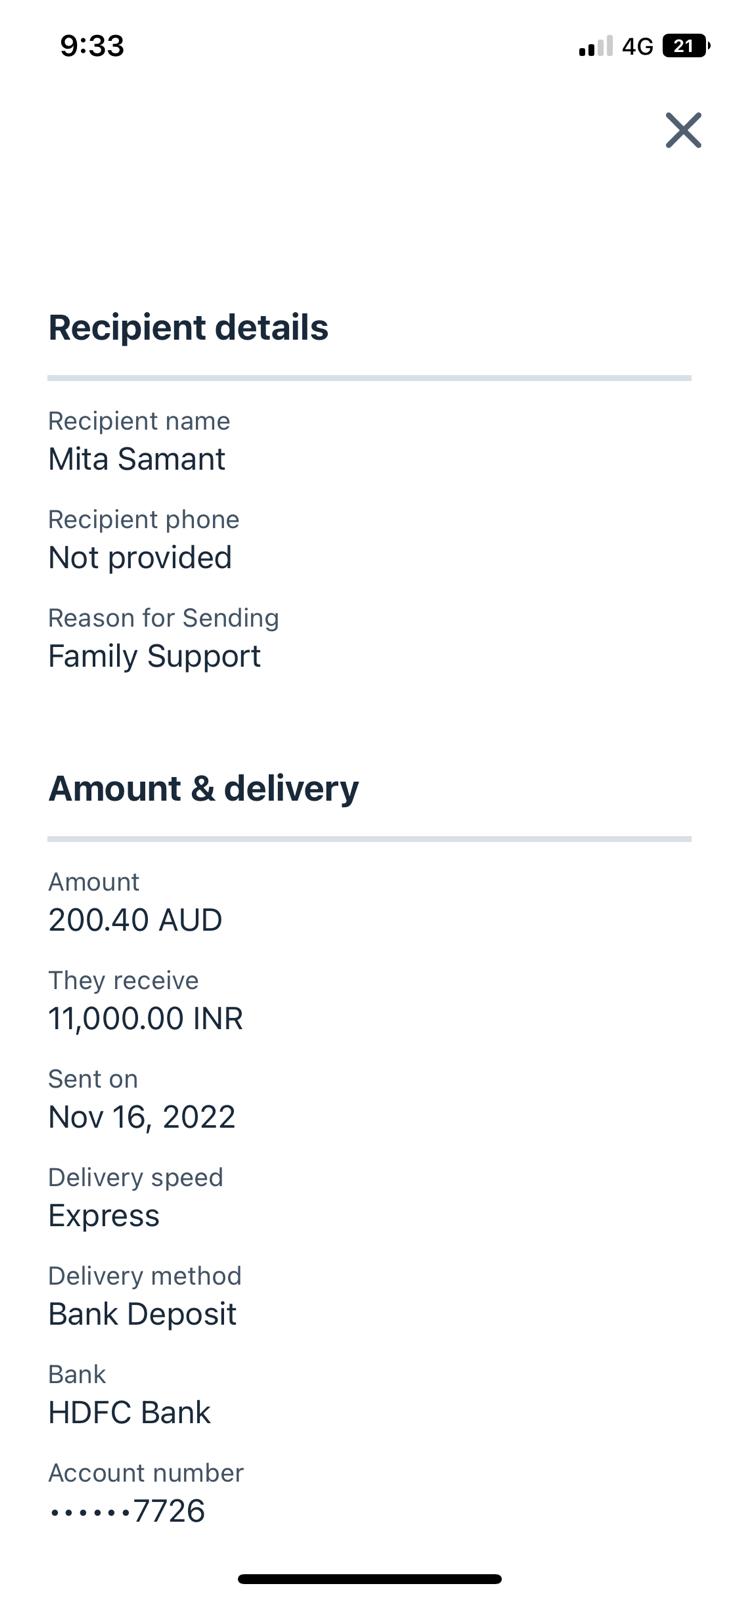 9:33
4G 21
Recipient details
Recipient name
Mita Samant
Recipient phone
Not provided
Reason for Sending
Family Support
Amount & delivery
Amount
200.40 AUD
They receive
11,000.00 INR
Sent on
Nov 16, 2022
Delivery speed
Express
Delivery method
Bank Deposit
Bank
HDFC Bank
Account number
••••••7726